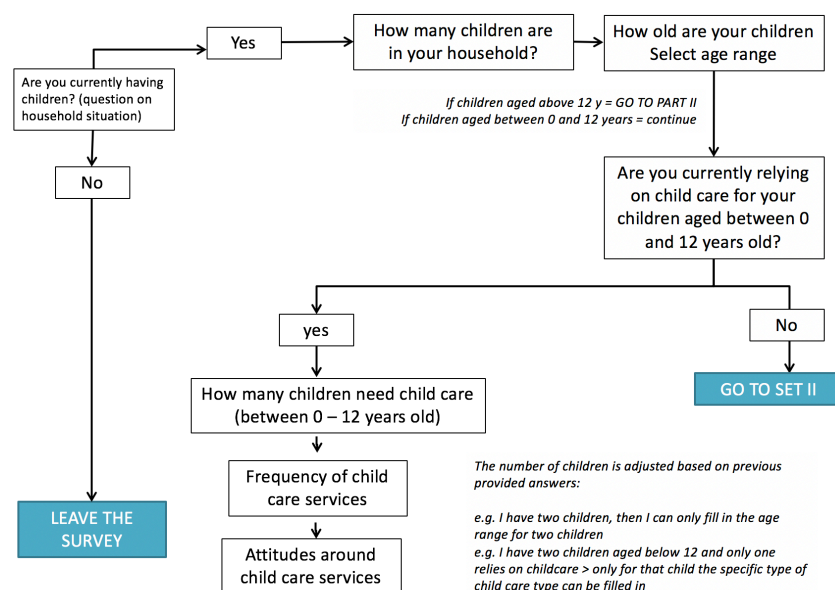 Yes
How many children are
in your household?
How old are your children
Select age range
Are you currently having
children? (question on
household situation)
If children aged above 12 y = GO TO PART II
If children aged between 0 and 12 years = continue
No
Are you currently relying
on child care for your
children aged between 0
and 12 years old?
yes
No
How many children need child care
(between 0 – 12 years old)
GO TO SET II
Frequency of child
care services
The number of children is adjusted based on previous
provided answers:
e.g. I have two children, then I can only fill in the age
range for two children
e.g. I have two children aged below 12 and only one
relies on childcare > only for that child the specific type of
child care type can be filled in
LEAVE THE
SURVEY
Attitudes around
child care services